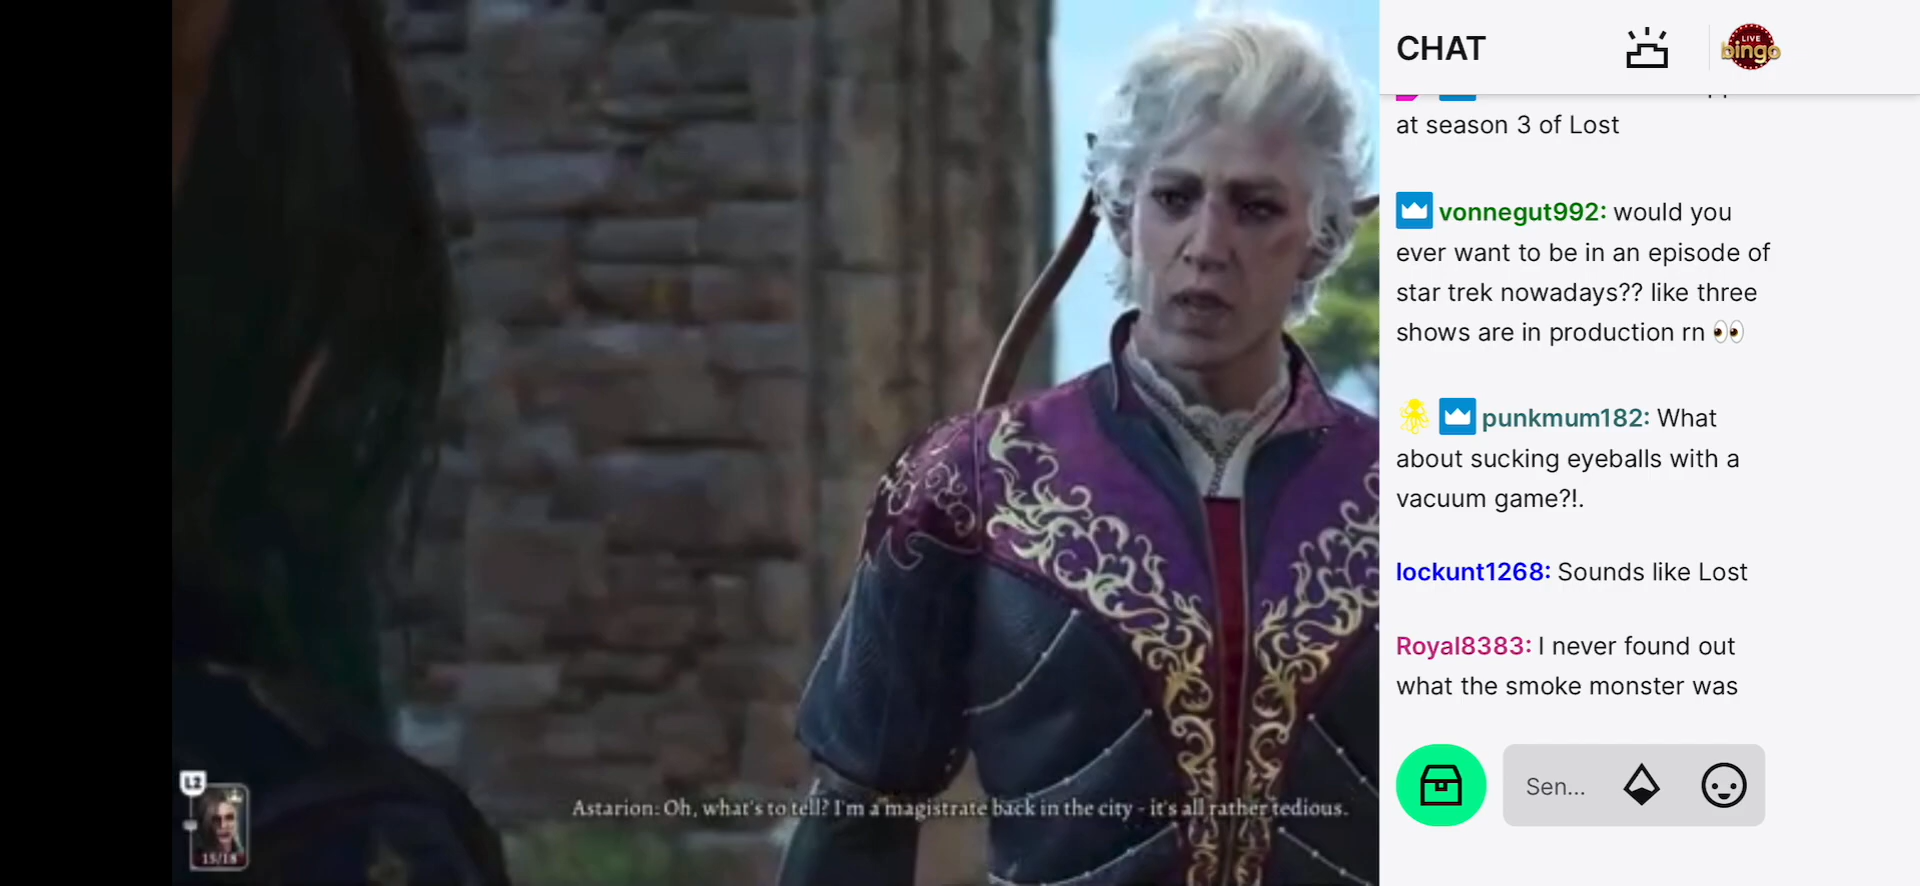 CHAT
LIVE
bingo
at season 3 of Lost
vonnegut992: would you
ever want to be in an episode of
star trek nowadays?? like three
shows are in production rn 👀
punkmum182: What
about sucking eyeballs with a
vacuum game?!.
lockunt1268: Sounds like Lost
Royal8383: I never found out
what the smoke monster was
Sen...
L2
15/18
Astarion: Oh, what's to tell? I'm a magistrate back in the city - it's all rather tedious.